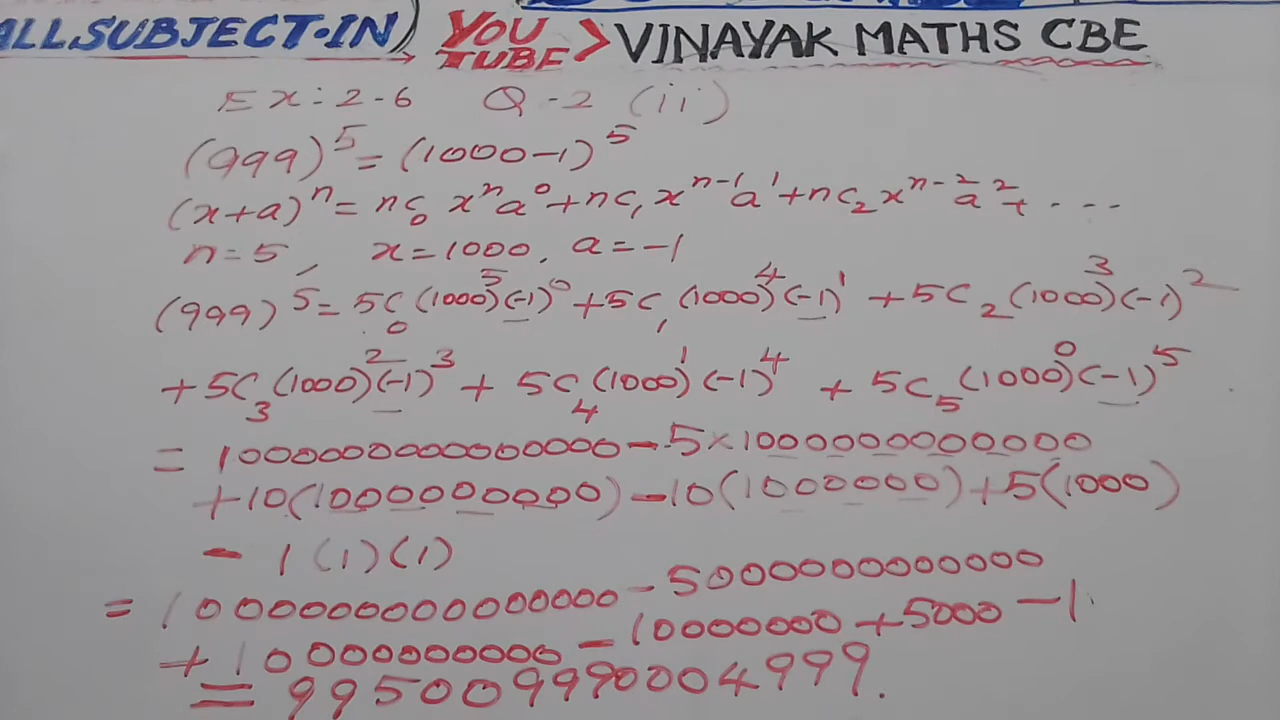 ALLSUBJECT-IN) YOU TUBE > VINAYAK MATHS CBE
Ex: 2-6 Q-2 (ii)
(999)^5 = (1000-1)^5
(x+a)^n = nc₀ x^n a^0 + nc₁ x^(n-1) a^1 + nc₂ x^(n-2) a^2 + ....
n=5, x=1000, a=-1
(999)^5 = 5C₀ (1000)^5 (-1)^0 + 5C₁ (1000)^4 (-1)^1 + 5C₂ (1000)^3 (-1)^2
+ 5C₃ (1000)^2 (-1)^3 + 5C₄ (1000)^1 (-1)^4 + 5C₅ (1000)^0 (-1)^5
= 1000000000000000 - 5×1000000000000
+10(1000000000) - 10(1000000) + 5(1000)
- 1(1)(1)
= 1000000000000000 - 5000000000000
+ 10000000000 - 10000000 + 5000 - 1
= 995009990004999.